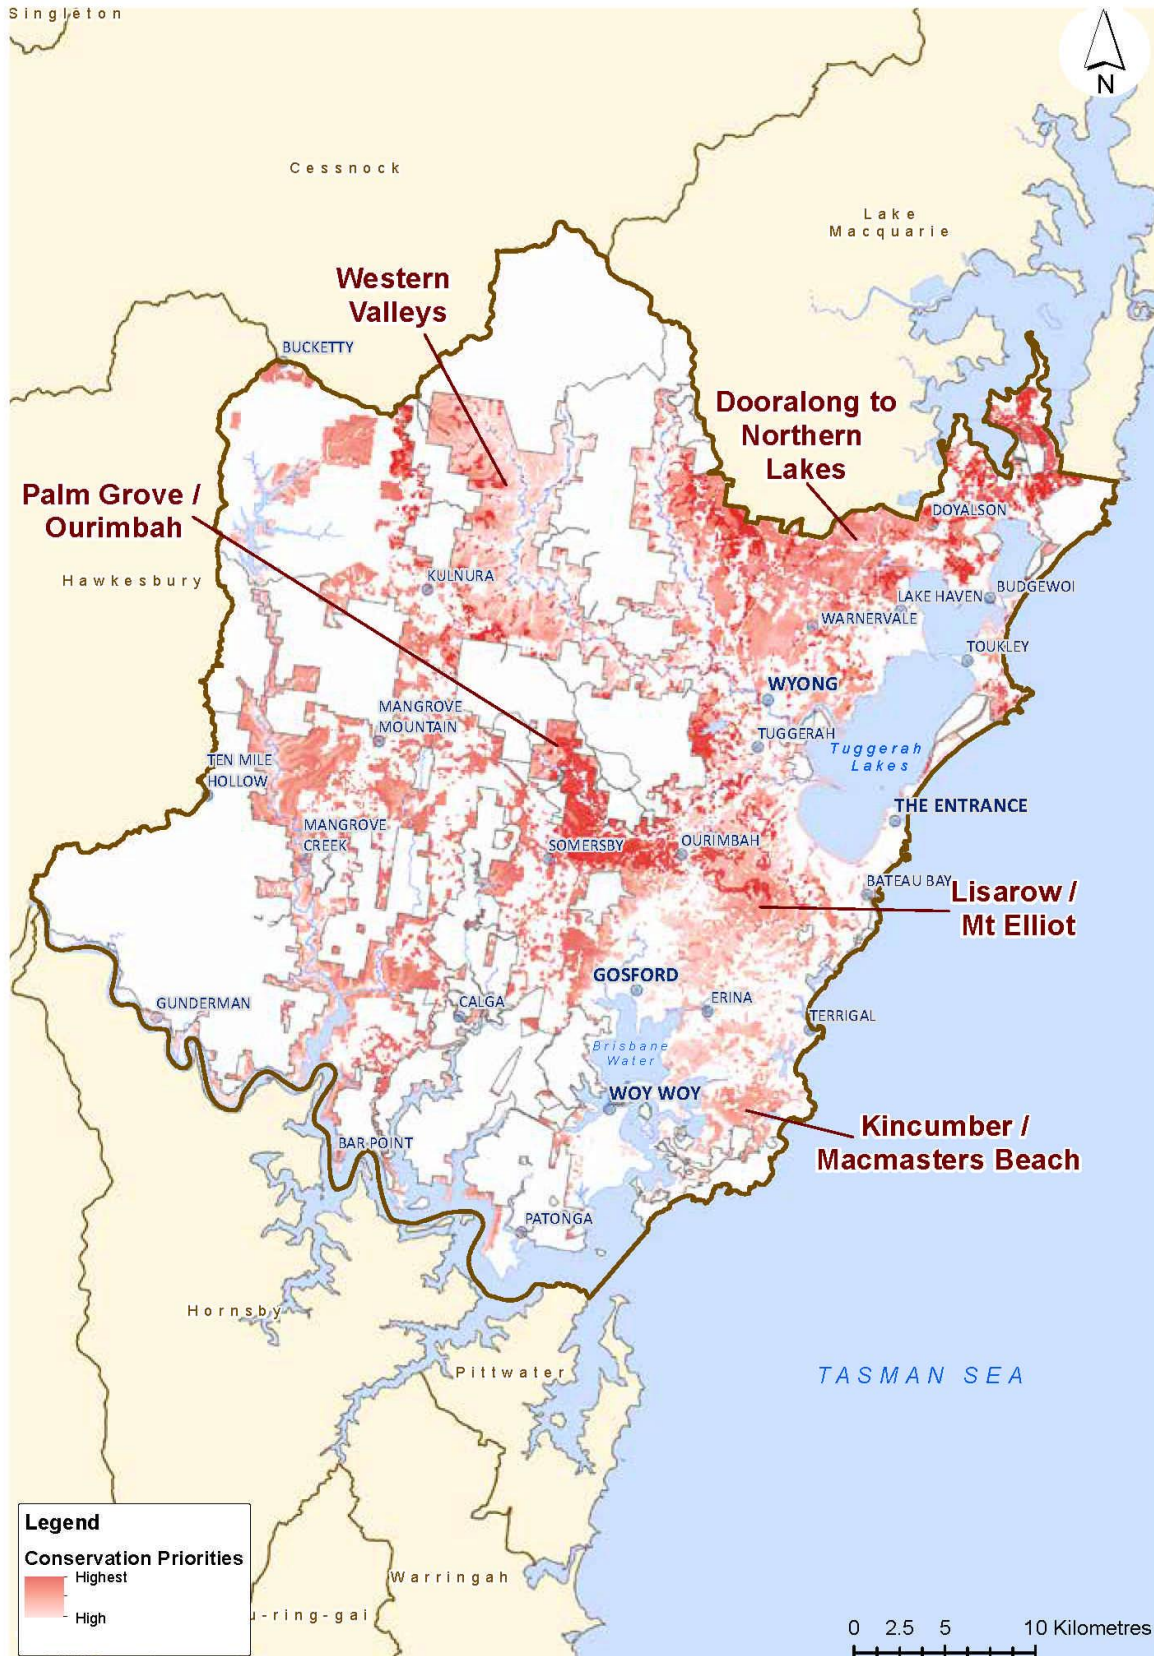 Singleton
N
Cessnock
Lake
Macquarie
Western
Valleys
BUCKETTY
Dooralong to
Northern
Lakes
Palm Grove /
Ourimbah
DOYALSON
Hawkesbury
KULNURA
LAKE HAVEN
BUDGEWOI
WARNERVALE
TOUKLEY
WYONG
MANGROVE
MOUNTAIN
TUGGERAH
Tuggerah
Lakes
TEN MILE
HOLLOW
THE ENTRANCE
MANGROVE
CREEK
SOMERSBY
OURIMBAH
BATEAU BAY
Lisarow /
Mt Elliot
GOSFORD
GUNDERMAN
CALGA
ERINA
TERRIGAL
Brisbane
Water
WOY WOY
Kincumber /
Macmasters Beach
BAR POINT
PATONGA
Hornsby
Pittwater
TASMAN SEA
Legend
Conservation Priorities
Highest
High
Warringah
u-ring-gai
0 2.5 5 10 Kilometres